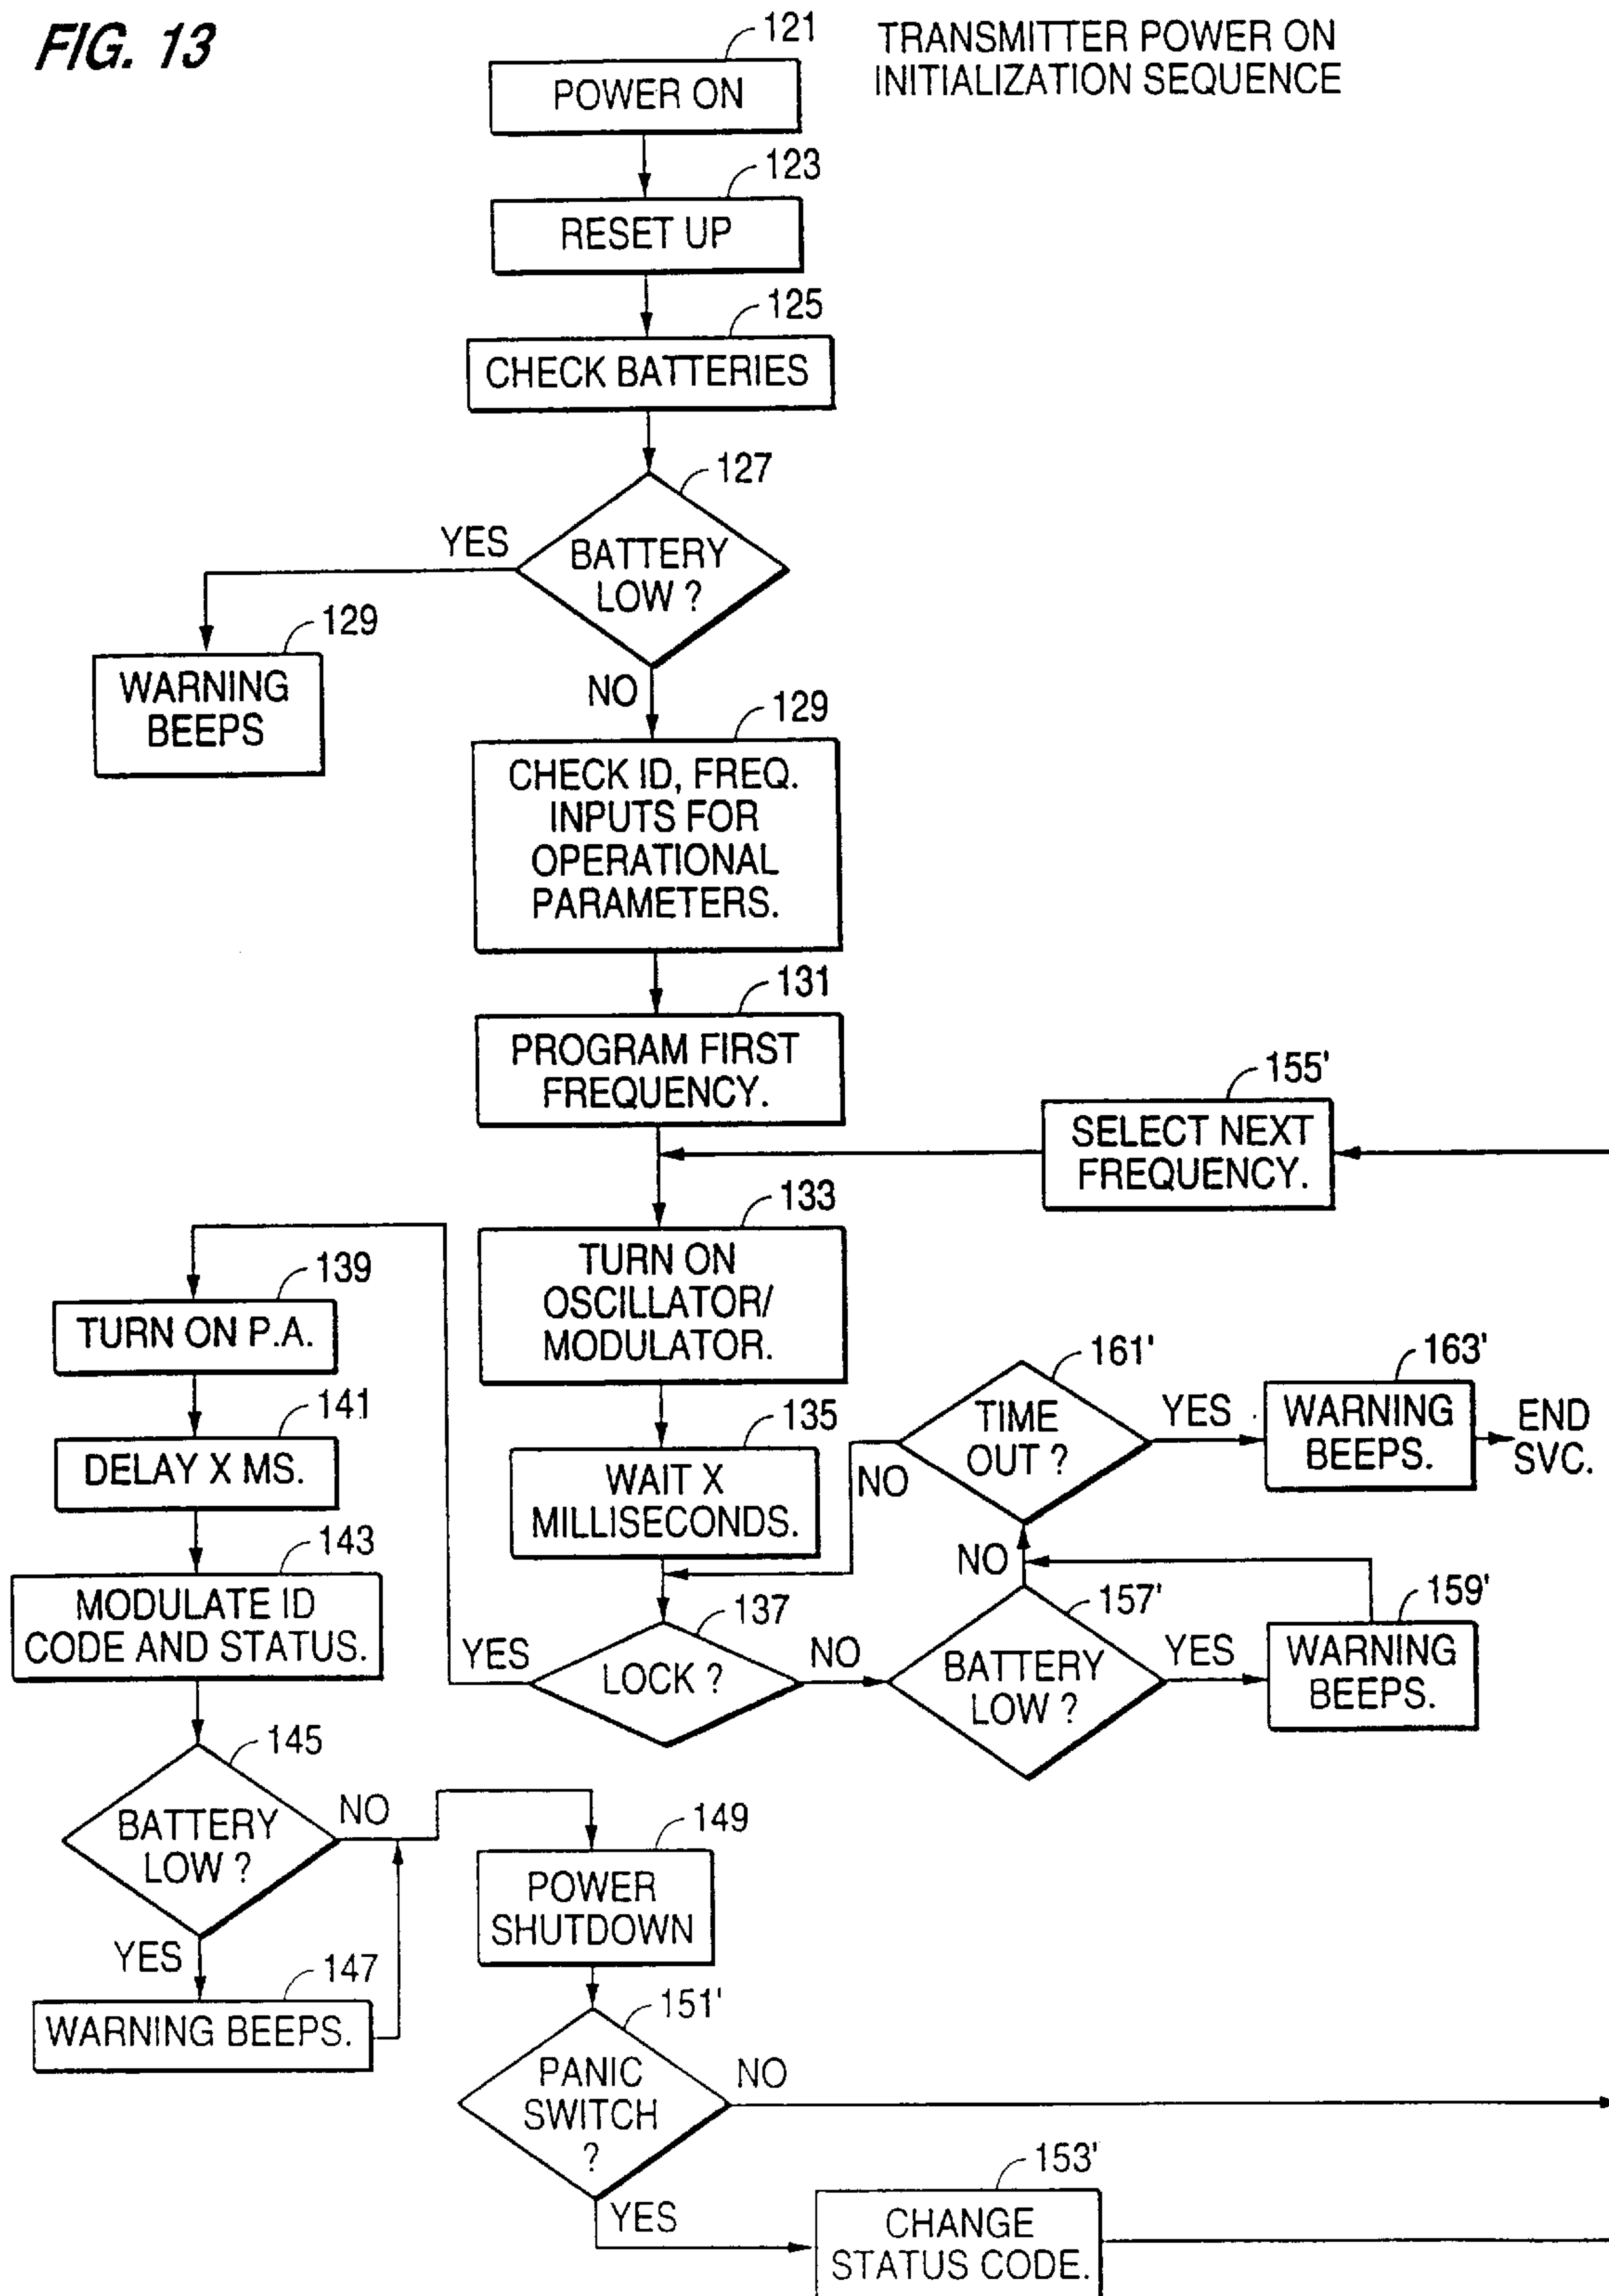 FIG. 13
TRANSMITTER POWER ON
INITIALIZATION SEQUENCE
121
POWER ON
123
RESET UP
125
CHECK BATTERIES
127
BATTERY
LOW ?
YES
129
WARNING
BEEPS
NO
129
CHECK ID, FREQ.
INPUTS FOR
OPERATIONAL
PARAMETERS.
131
PROGRAM FIRST
FREQUENCY.
155'
SELECT NEXT
FREQUENCY.
133
TURN ON
OSCILLATOR/
MODULATOR.
135
WAIT X
MILLISECONDS.
137
LOCK ?
YES
NO
139
TURN ON P.A.
141
DELAY X MS.
143
MODULATE ID
CODE AND STATUS.
145
BATTERY
LOW ?
NO
YES
147
WARNING BEEPS.
157'
BATTERY
LOW ?
YES
159'
WARNING
BEEPS.
NO
161'
TIME
OUT ?
NO
YES
163'
WARNING
BEEPS.
END
SVC.
149
POWER
SHUTDOWN
151'
PANIC
SWITCH
?
NO
YES
153'
CHANGE
STATUS CODE.